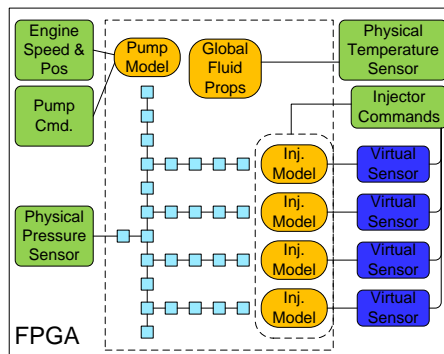 Engine
Speed &
Pos
Pump
Cmd.
Physical
Pressure
Sensor
Pump
Model
Global
Fluid
Props
Physical
Temperature
Sensor
Injector
Commands
Inj.
Model
Virtual
Sensor
Inj.
Model
Virtual
Sensor
Inj.
Model
Virtual
Sensor
Inj.
Model
Virtual
Sensor
FPGA